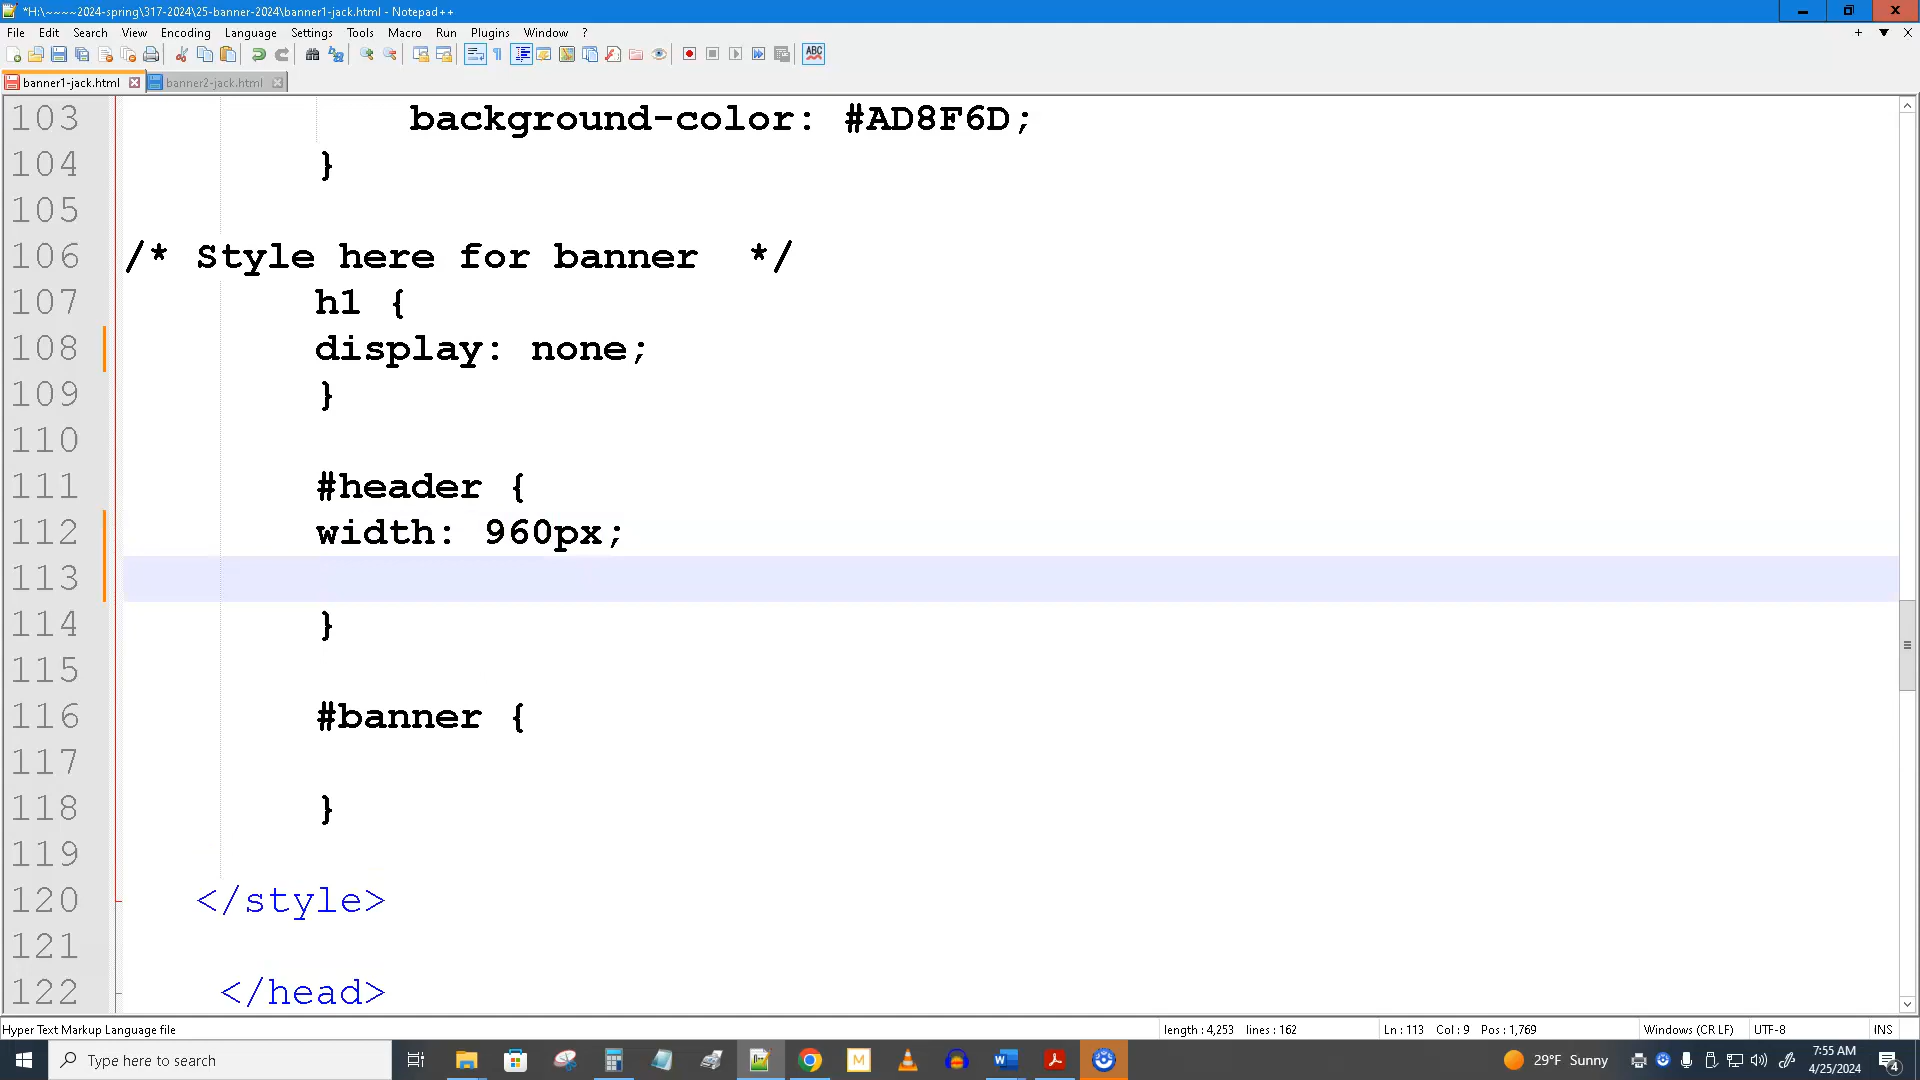 *H:\~~~~2024-spring\317-2024\25-banner-2024\banner1-jack.html - Notepad++
File Edit Search View Encoding Language Settings Tools Macro Run Plugins Window ?
banner1-jack.html banner2-jack.html
103 background-color: #AD8F6D;
104 }
105
106 /* Style here for banner  */
107 h1 {
108 display: none;
109 }
110
111 #header {
112 width: 960px;
113
114 }
115
116 #banner {
117
118 }
119
120 </style>
121
122 </head>
Hyper Text Markup Language file length : 4,253 lines : 162 Ln : 113 Col : 9 Pos : 1,769 Windows (CR LF) UTF-8 INS
Type here to search 29°F Sunny 7:55 AM
4/25/2024 4